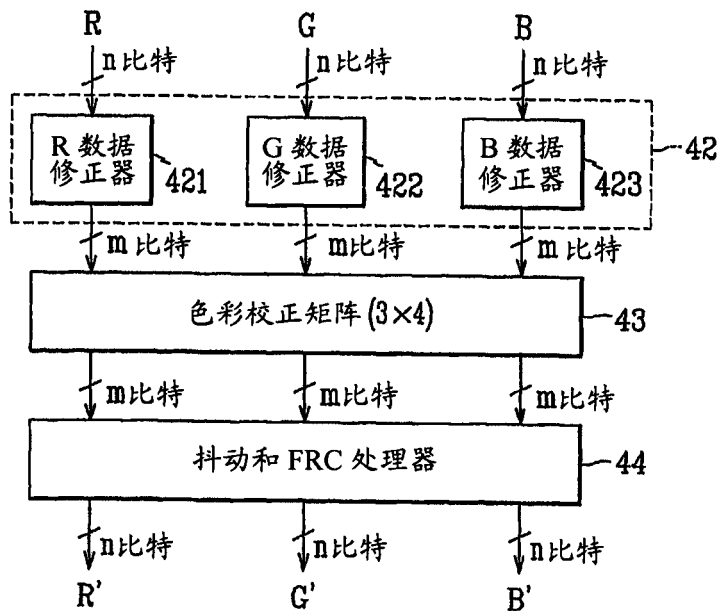 R G B
n比特 n比特 n比特
R 数据 G 数据 B 数据
修正器 修正器 修正器
421 422 423 42
m比特 m比特 m比特
色彩校正矩阵(3×4) 43
m比特 m比特 m比特
抖动和 FRC 处理器 44
n比特 n比特 n比特
R' G' B'